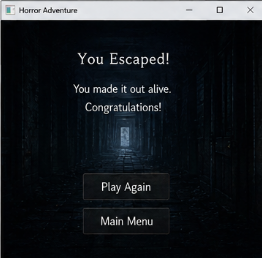 Horror Adventure
You Escaped!
You made it out alive.
Congratulations!
Play Again
Main Menu